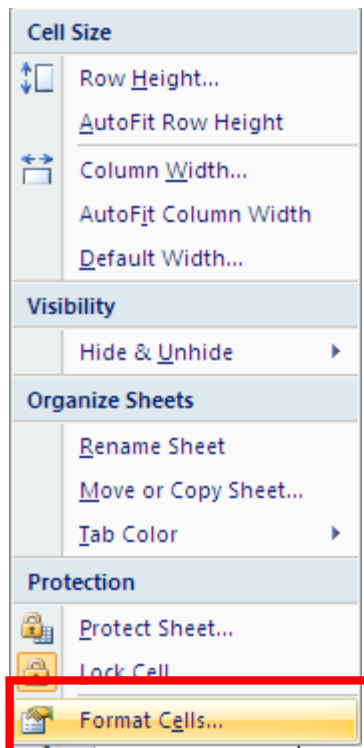 Cell Size
Row Height...
AutoFit Row Height
Column Width...
AutoFit Column Width
Default Width...
Visibility
Hide & Unhide
Organize Sheets
Rename Sheet
Move or Copy Sheet...
Tab Color
Protection
Protect Sheet...
Lock Cell
Format Cells...